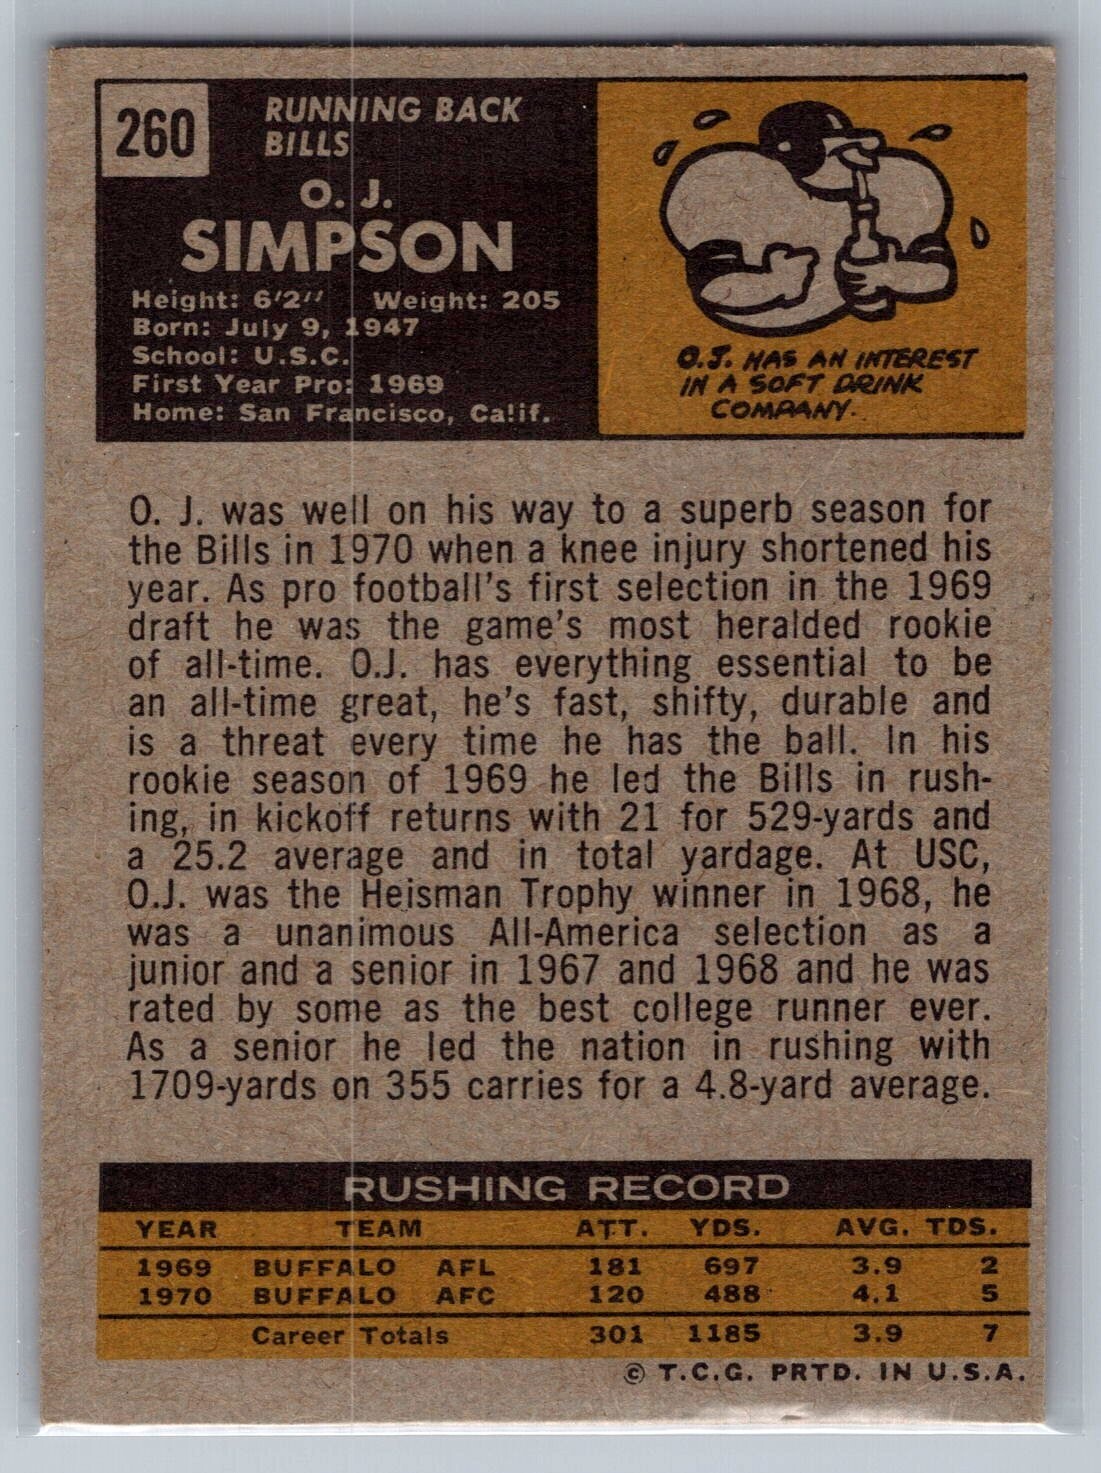 260
RUNNING BACK
BILLS
O. J.
SIMPSON
Height: 6'2" Weight: 205
Born: July 9, 1947
School: U.S.C.
First Year Pro: 1969
Home: San Francisco, Calif.
O.J. HAS AN INTEREST
IN A SOFT DRINK
COMPANY.
O. J. was well on his way to a superb season for
the Bills in 1970 when a knee injury shortened his
year. As pro football's first selection in the 1969
draft he was the game's most heralded rookie
of all-time. O.J. has everything essential to be
an all-time great, he's fast, shifty, durable and
is a threat every time he has the ball. In his
rookie season of 1969 he led the Bills in rush-
ing, in kickoff returns with 21 for 529-yards and
a 25.2 average and in total yardage. At USC,
O.J. was the Heisman Trophy winner in 1968, he
was a unanimous All-America selection as a
junior and a senior in 1967 and 1968 and he was
rated by some as the best college runner ever.
As a senior he led the nation in rushing with
1709-yards on 355 carries for a 4.8-yard average.
RUSHING RECORD
YEAR TEAM ATT. YDS. AVG. TDS.
1969 BUFFALO AFL 181 697 3.9 2
1970 BUFFALO AFC 120 488 4.1 5
Career Totals 301 1185 3.9 7
© T.C.G. PRTD. IN U.S.A.